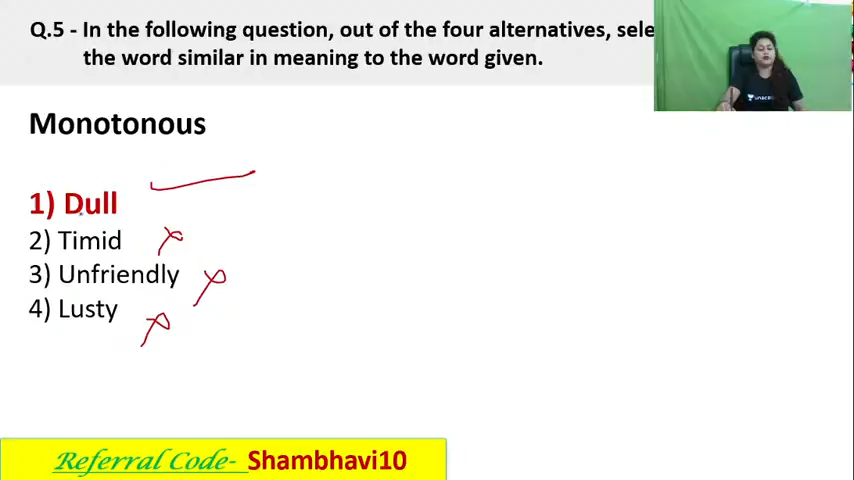 Q.5 - In the following question, out of the four alternatives, sele
the word similar in meaning to the word given.
Monotonous
1) Dull
2) Timid
3) Unfriendly
4) Lusty
Referral Code- Shambhavi10